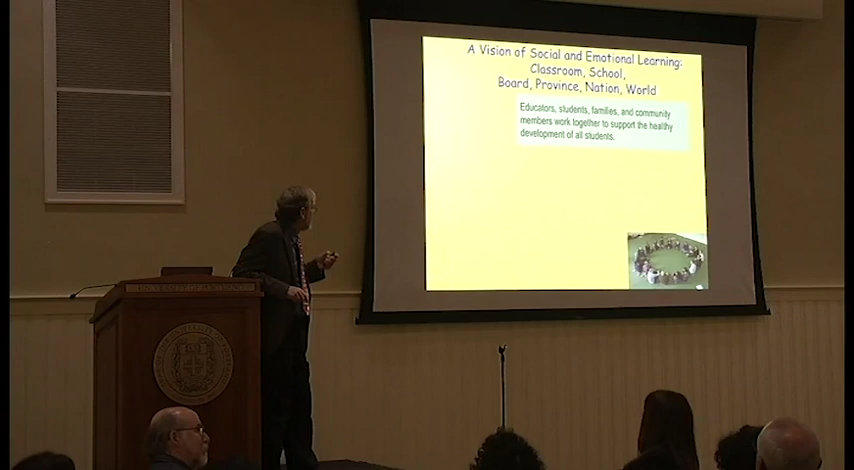 A Vision of Social and Emotional Learning:
Classroom, School,
Board, Province, Nation, World
Educators, students, families, and community
members work together to support the healthy
development of all students.